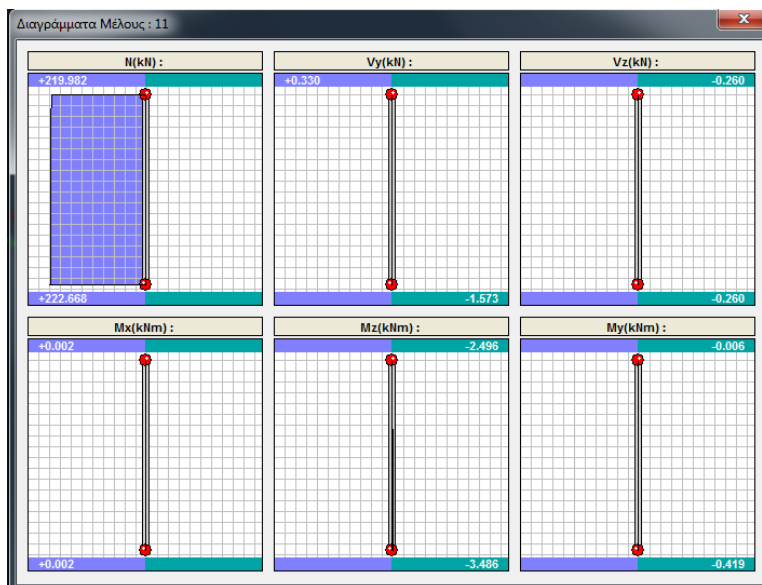 Διαγράμματα Μέλους : 11
N(kN) :
Vy(kN) :
Vz(kN) :
+219.982
+0.330
-0.260
+222.668
-1.573
-0.260
Mx(kNm) :
Mz(kNm) :
My(kNm) :
+0.002
-2.496
-0.006
+0.002
-3.486
-0.419